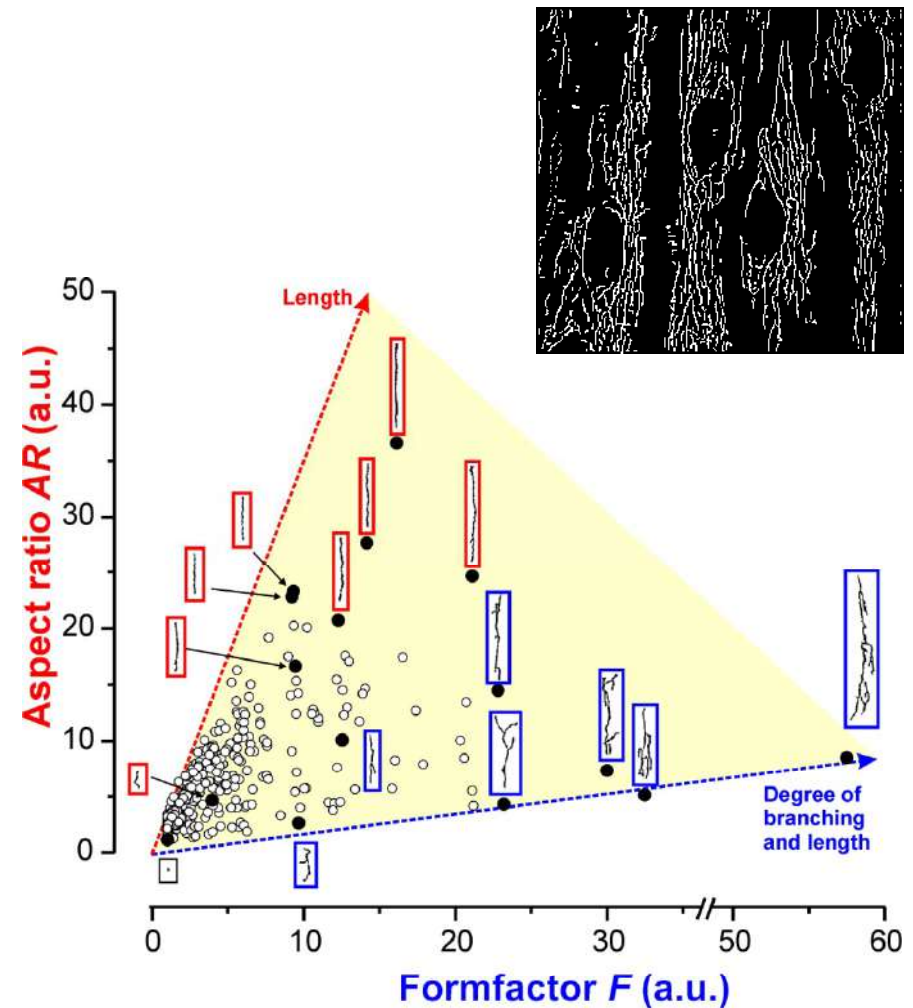 50
Length
40
30
20
10
0
Aspect ratio AR (a.u.)
Degree of
branching
and length
0 10 20 30 50 60
Formfactor F (a.u.)